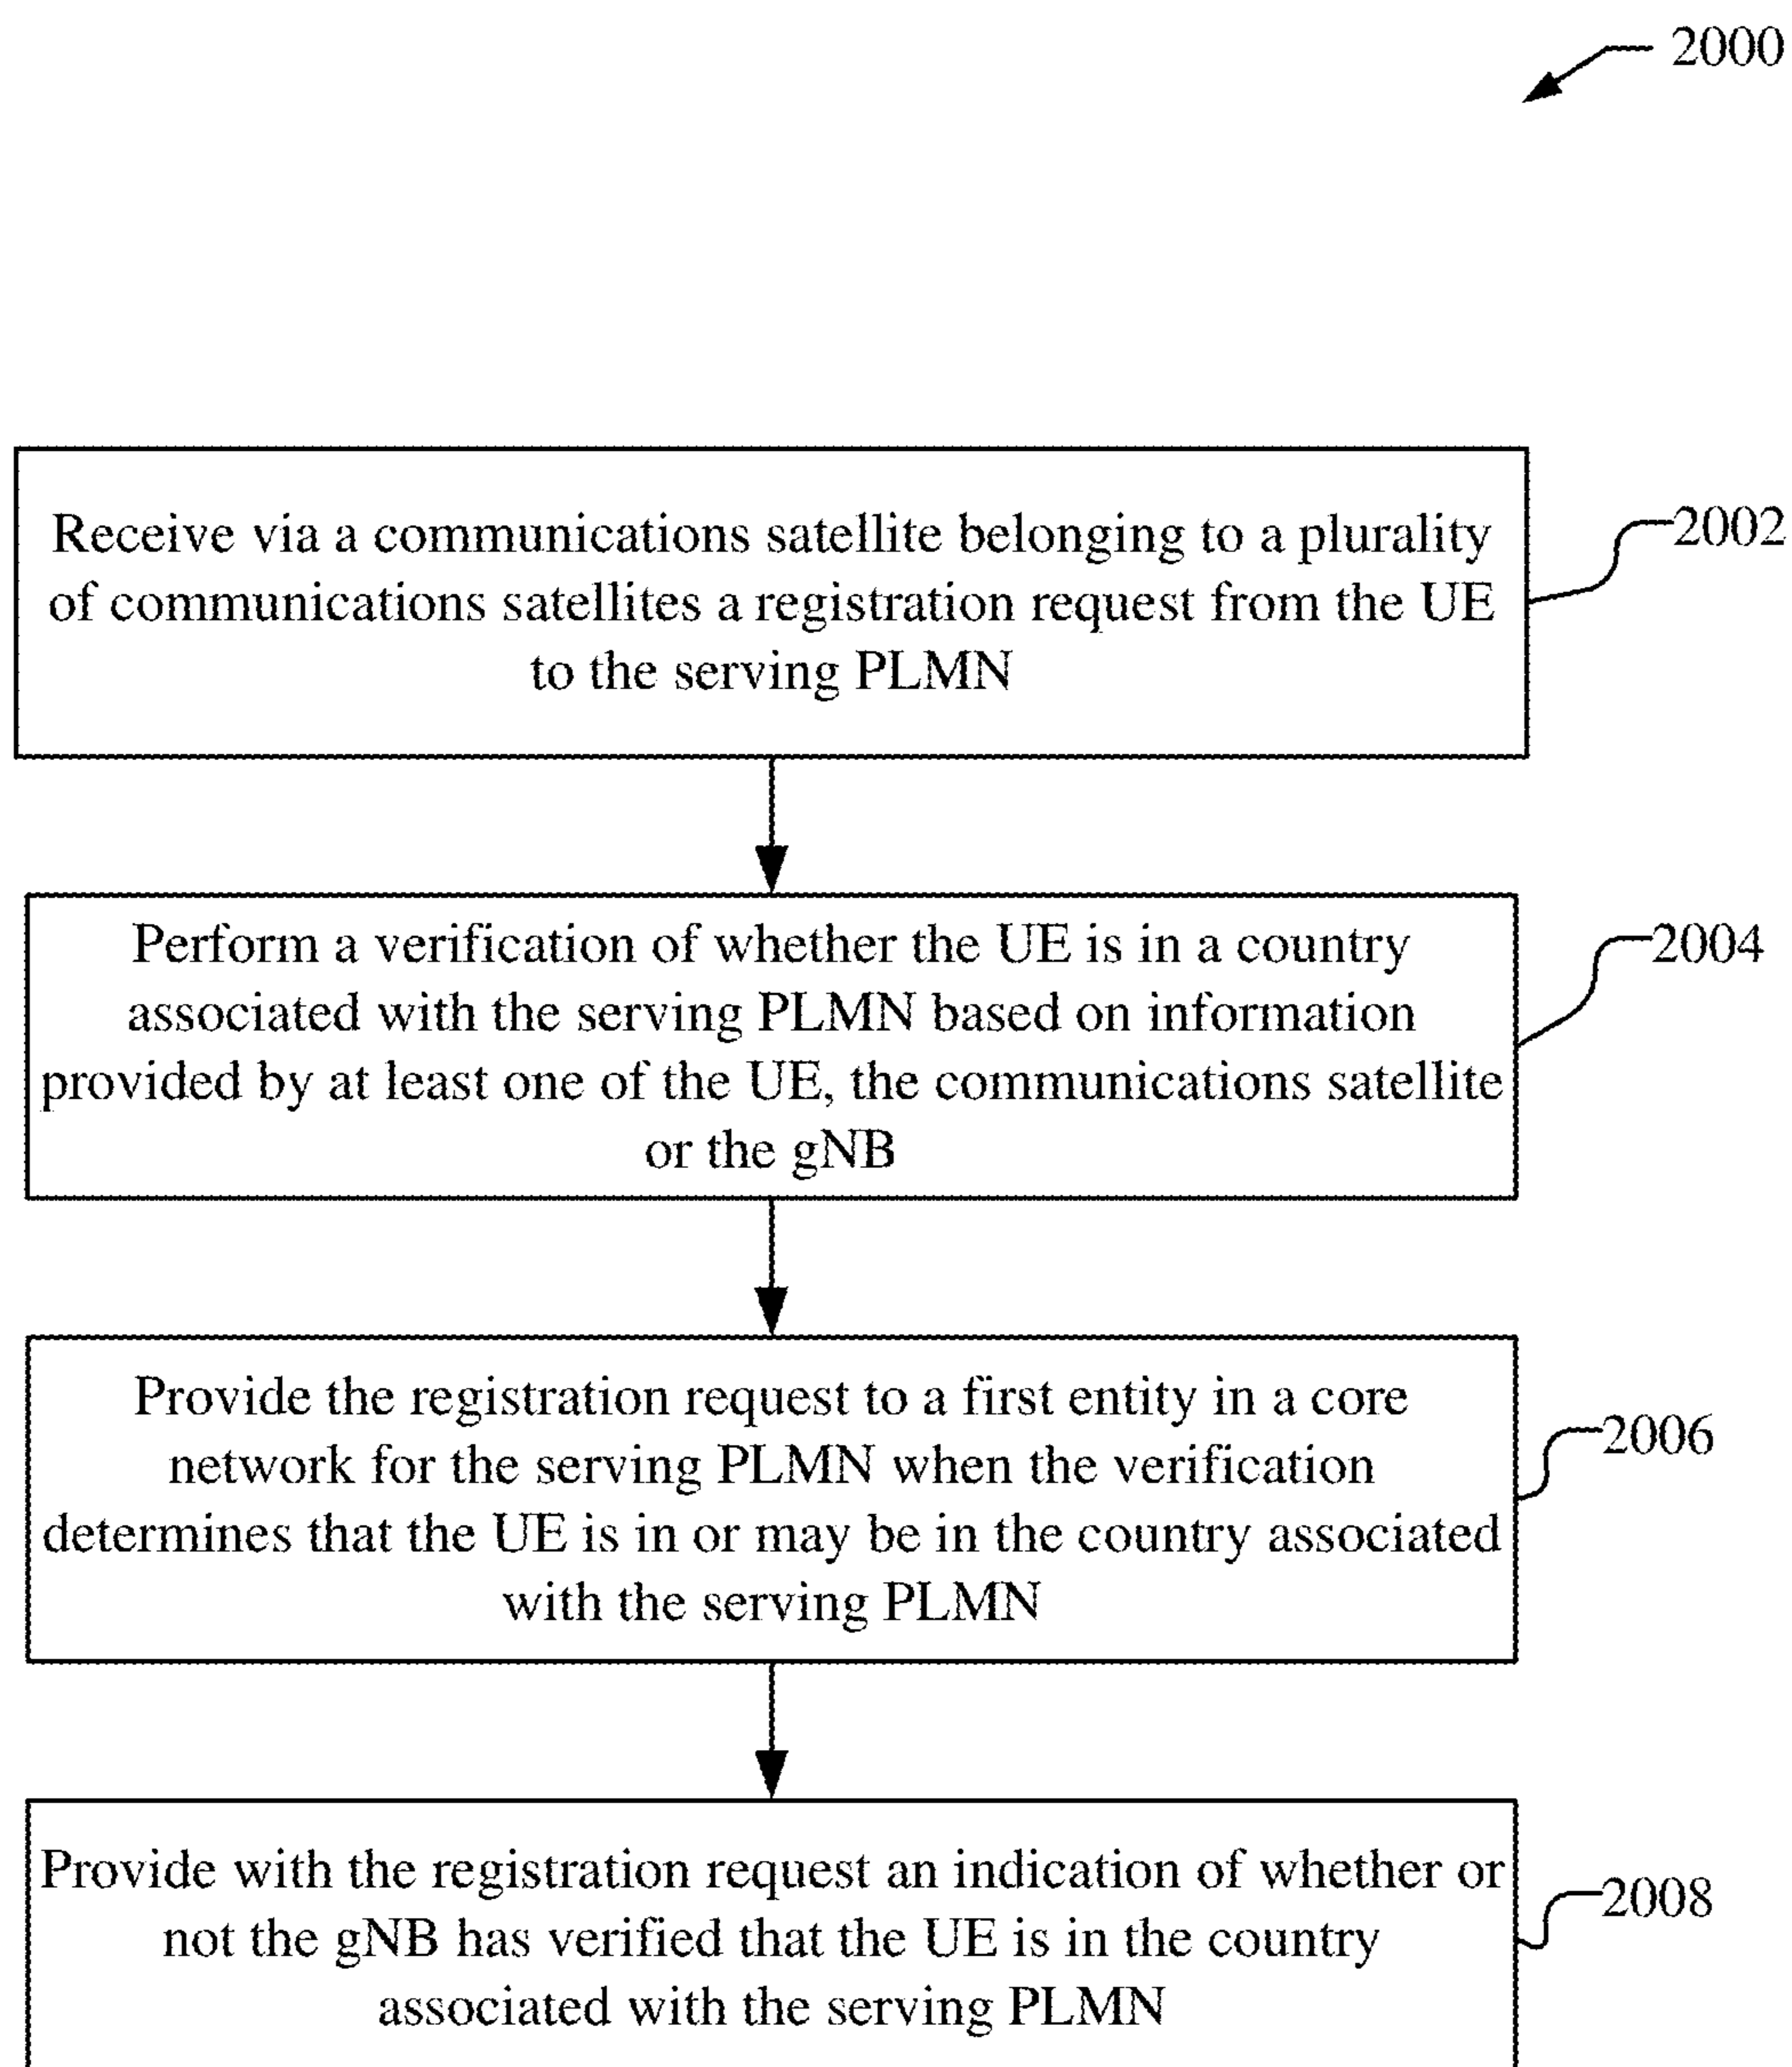 2000
Receive via a communications satellite belonging to a plurality
of communications satellites a registration request from the UE
to the serving PLMN
2002
Perform a verification of whether the UE is in a country
associated with the serving PLMN based on information
provided by at least one of the UE, the communications satellite
or the gNB
2004
Provide the registration request to a first entity in a core
network for the serving PLMN when the verification
determines that the UE is in or may be in the country associated
with the serving PLMN
2006
Provide with the registration request an indication of whether or
not the gNB has verified that the UE is in the country
associated with the serving PLMN
2008